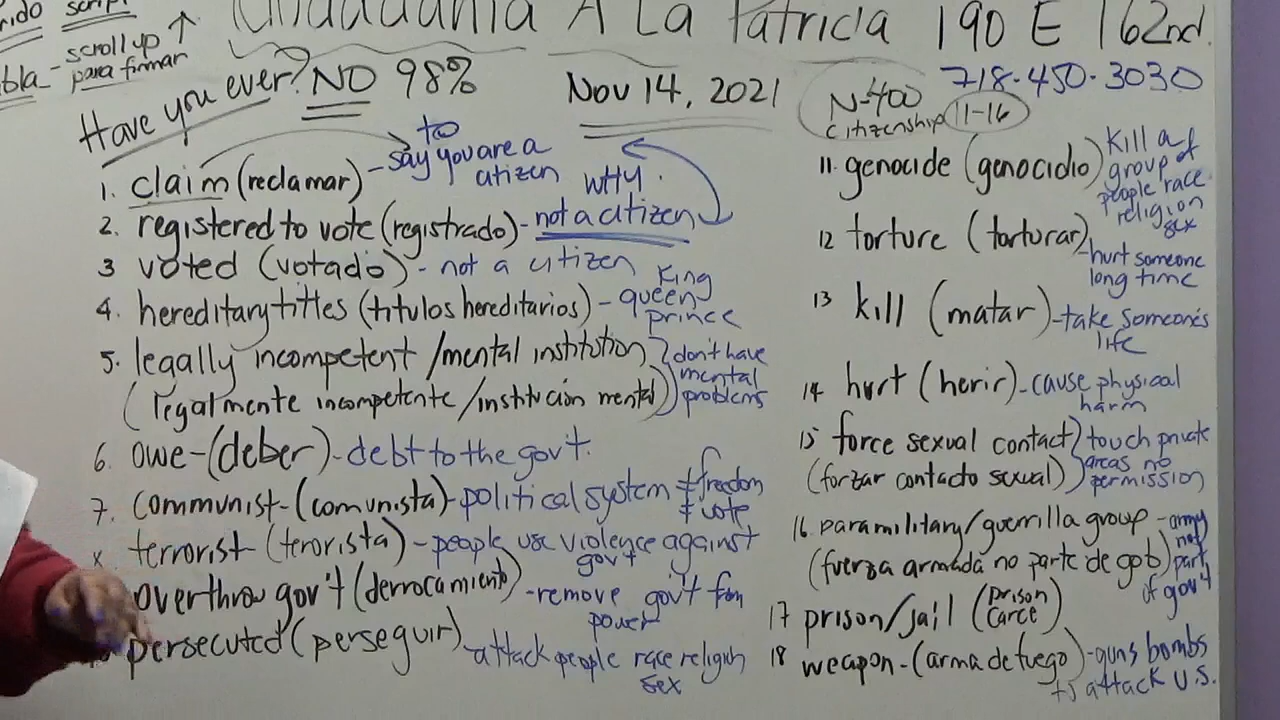 script
scroll up ↑
para firmar
Ciudadania A La Patricia 190 E 162nd.
718-450-3030
Have you ever? NO 98% Nov 14, 2021
N-400
Citizenship 11-16
1. claim (reclamar) - to say you are a citizen
WHY.
2. registered to vote (registrado) - not a citizen
3 voted (votado) - not a citizen
4. hereditary titles (titulos hereditarios) - King
queen
prince
5. legally incompetent / mental institution
(legalmente incompetente / institución mental)
don't have
mental
problems
6. owe - (deber) - debt to the gov't.
7. communist - (comunista) - political system ≠ freedom
≠ vote
terrorist (terorista) - people use violence against
gov't
overthrow gov't (derrocamiento) - remove gov't from
power
persecuted (perseguir) - attack people race religion
sex
11. genocide (genocidio) Kill a
group of
people race
religion
sex
12 torture (torturar) - hurt someone
long time
13 kill (matar) - take someone's
life
14 hurt (herir) - cause physical
harm
15 force sexual contact
(forzar contacto sexual)
touch private
areas no
permission
16. paramilitary / guerrilla group
(fuerza armada no parte de gob)
- army
not
part
of gov't
17 prison / jail (prison
carce)
18 weapon - (arma de fuego) - guns bombs
to attack U.S.